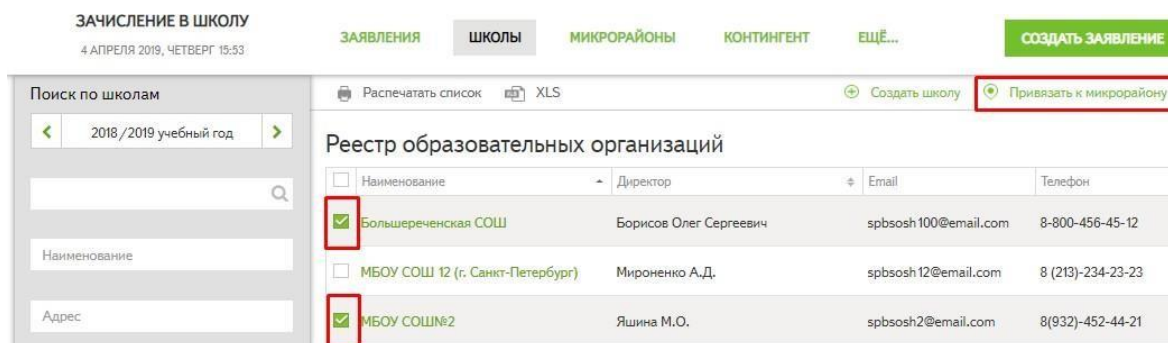 ЗАЧИСЛЕНИЕ В ШКОЛУ
4 АПРЕЛЯ 2019, ЧЕТВЕРГ 15:53
ЗАЯВЛЕНИЯ ШКОЛЫ МИКРОРАЙОНЫ КОНТИНГЕНТ ЕЩЁ... СОЗДАТЬ ЗАЯВЛЕНИЕ
Поиск по школам
Распечатать список XLS Создать школу Привязать к микрорайону
2018/2019 учебный год
Реестр образовательных организаций
Наименование Директор Email Телефон
Большереченская СОШ Борисов Олег Сергеевич spbsosh100@email.com 8-800-456-45-12
Наименование
МБОУ СОШ 12 (г. Санкт-Петербург) Мироненко А.Д. spbsosh12@email.com 8 (213)-234-23-23
Адрес
МБОУ СОШ№2 Яшина М.О. spbsosh2@email.com 8(932)-452-44-21